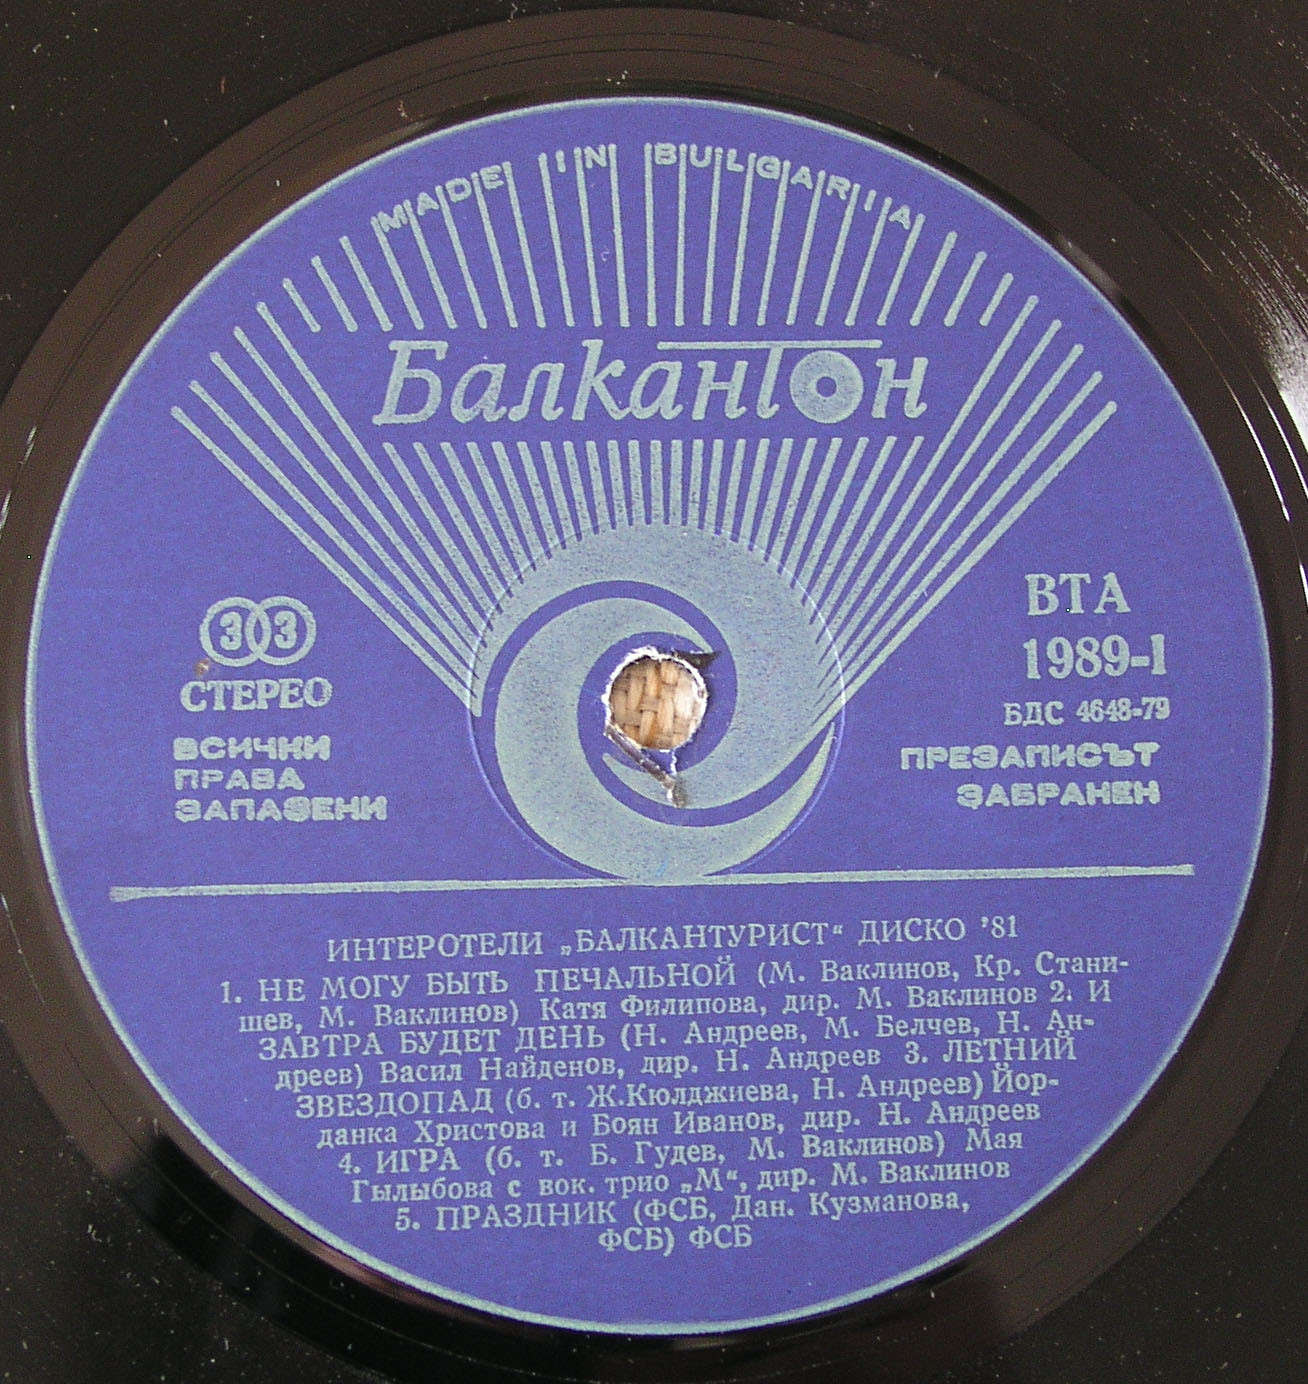 MADE IN BULGARIA
Балкантон
33
СТЕРЕО
ВСИЧКИ
ПРАВА
ЗАПАЗЕНИ
ВТА
1989-I
БДС 4648-79
ПРЕЗАПИСЪТ
ЗАБРАНЕН
ИНТЕРОТЕЛИ „БАЛКАНТУРИСТ“ ДИСКО '81
1. НЕ МОГУ БЫТЬ ПЕЧАЛЬНОЙ (М. Ваклинов, Кр. Стани-
шев, М. Ваклинов) Катя Филипова, дир. М. Ваклинов 2. И
ЗАВТРА БУДЕТ ДЕНЬ (Н. Андреев, М. Белчев, Н. Ан-
дреев) Васил Найденов, дир. Н. Андреев 3. ЛЕТНИЙ
ЗВЕЗДОПАД (б. т. Ж.Кюлджиева, Н. Андреев) Йор-
данка Христова и Боян Иванов, дир. Н. Андреев
4. ИГРА (б. т. Б. Гудев, М. Ваклинов) Мая
Гылыбова с вок. трио „М“, дир. М. Ваклинов
5. ПРАЗДНИК (ФСБ, Дан. Кузманова,
ФСБ) ФСБ